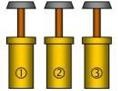 ① ② ③